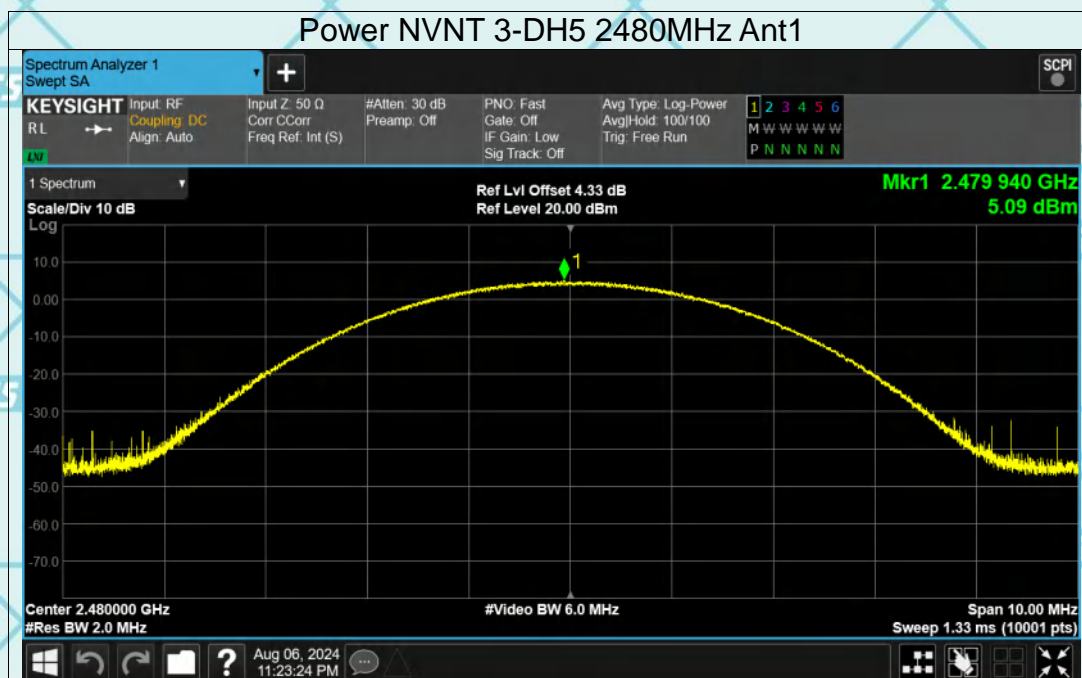 Power NVNT 3-DH5 2480MHz Ant1
Spectrum Analyzer 1
Swept SA
+
SCPI
KEYSIGHT
RL
LXI
Input: RF
Coupling: DC
Align: Auto
Input Z: 50 Ω
Corr CCorr
Freq Ref: Int (S)
#Atten: 30 dB
Preamp: Off
PNO: Fast
Gate: Off
IF Gain: Low
Sig Track: Off
Avg Type: Log-Power
Avg|Hold: 100/100
Trig: Free Run
1 2 3 4 5 6
M W W W W W
P N N N N N
1 Spectrum
Scale/Div 10 dB
Ref Lvl Offset 4.33 dB
Ref Level 20.00 dBm
Mkr1 2.479 940 GHz
5.09 dBm
Log
1
10.0
0.00
-10.0
-20.0
-30.0
-40.0
-50.0
-60.0
-70.0
Center 2.480000 GHz
#Res BW 2.0 MHz
#Video BW 6.0 MHz
Span 10.00 MHz
Sweep 1.33 ms (10001 pts)
?
Aug 06, 2024
11:23:24 PM